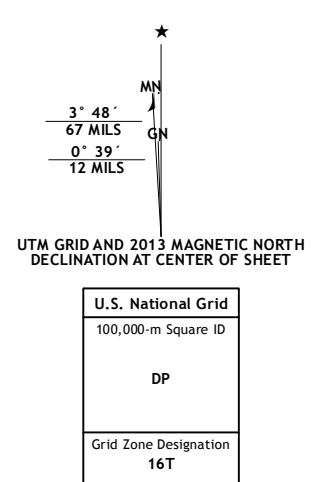 MN
3° 48´
67 MILS
GN
0° 39´
12 MILS
UTM GRID AND 2013 MAGNETIC NORTH
DECLINATION AT CENTER OF SHEET
U.S. National Grid
100,000-m Square ID
DP
Grid Zone Designation
16T